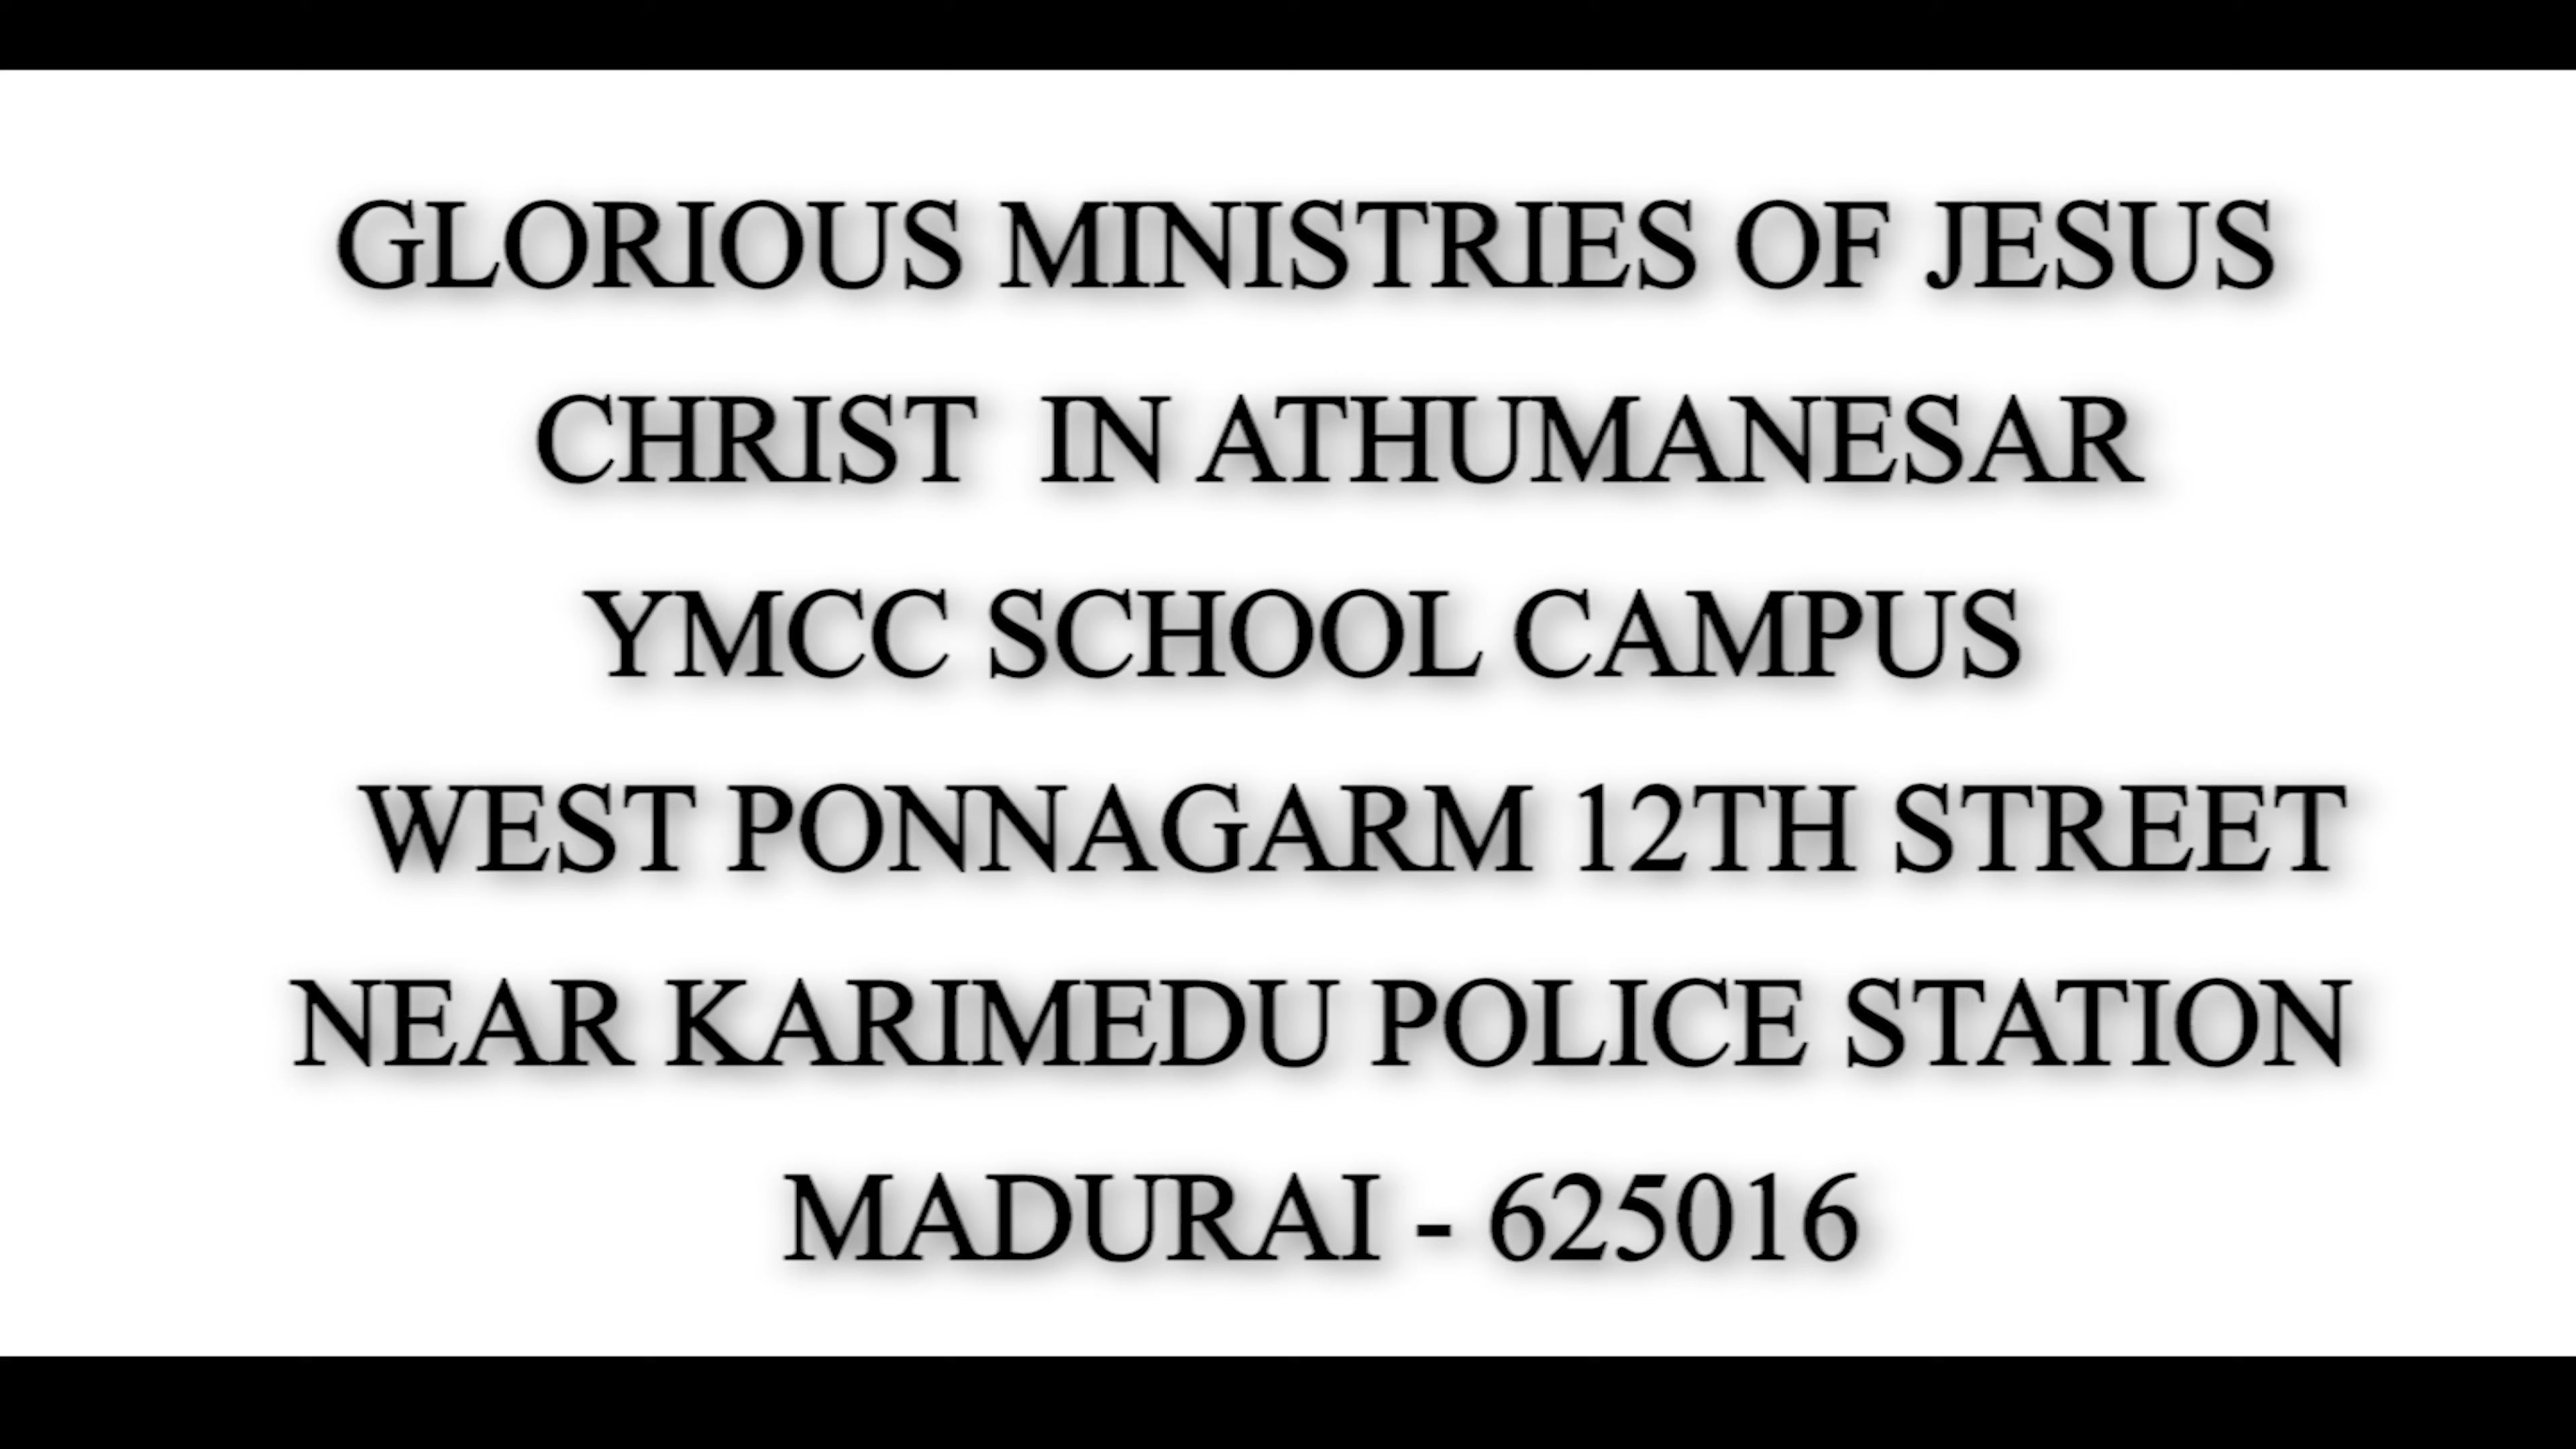 GLORIOUS MINISTRIES OF JESUS
CHRIST IN ATHUMANESAR
YMCC SCHOOL CAMPUS
WEST PONNAGARM 12TH STREET
NEAR KARIMEDU POLICE STATION
MADURAI - 625016